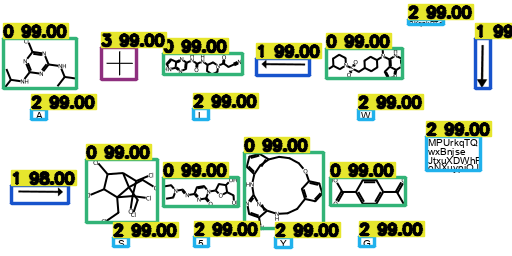 2 99.00
0 99.00
3 99.00
0 99.00
1 99.00
0 99.00
1 99
2 99.00
A
2 99.00
2 99.00
W
2 99.00
MPUrkqTQ
wxBnjse
JtxuXDWhF
1 98.00
0 99.00
0 99.00
0 99.00
0 99.00
2 99.00
S
2 99.00
5
2 99.00
Y
2 99.00
G